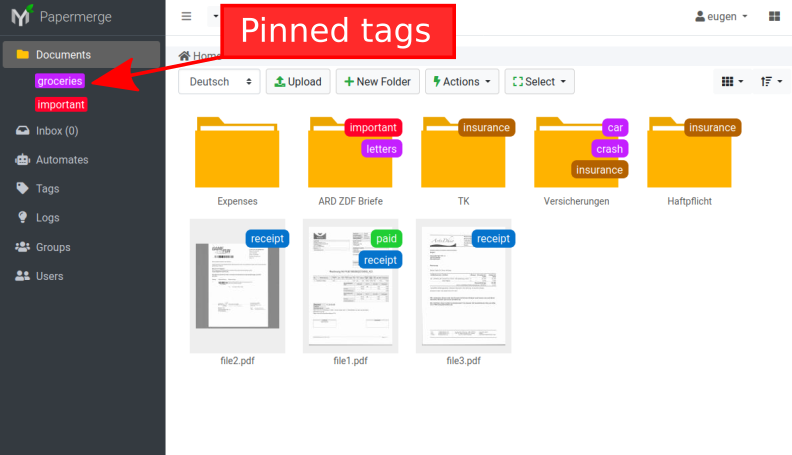 Papermerge
Pinned tags
eugen
Documents
groceries
important
Inbox (0)
Automates
Tags
Logs
Groups
Users
Home
Deutsch
Upload
New Folder
Actions
Select
important
letters
insurance
car
crash
insurance
insurance
Expenses
ARD ZDF Briefe
TK
Versicherungen
Haftpflicht
receipt
paid
receipt
receipt
file2.pdf
file1.pdf
file3.pdf